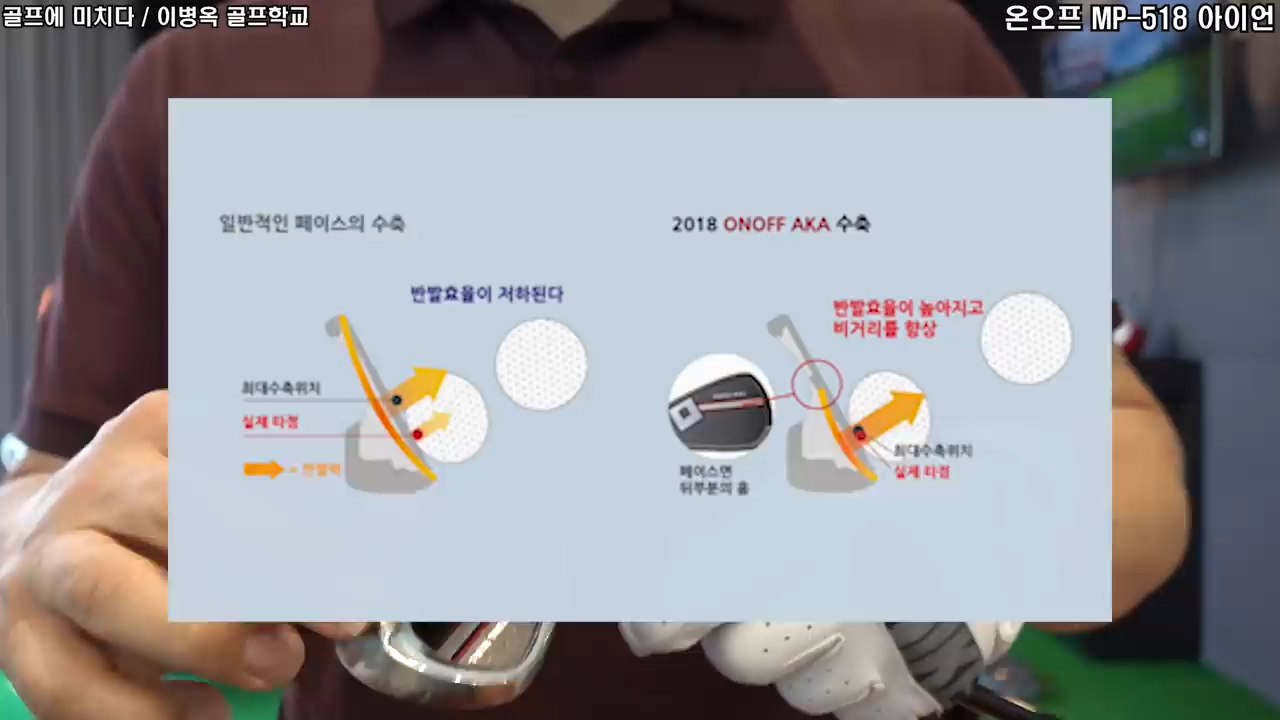 골프에 미치다 / 이병옥 골프학교
온오프 MP-518 아이언
일반적인 페이스의 수축
반발효율이 저하된다
최대수축위치
실제 타점
= 반발력
2018 ONOFF AKA 수축
반발효율이 높아지고
비거리를 향상
페이스면
뒤부분의 홈
최대수축위치
실제 타점